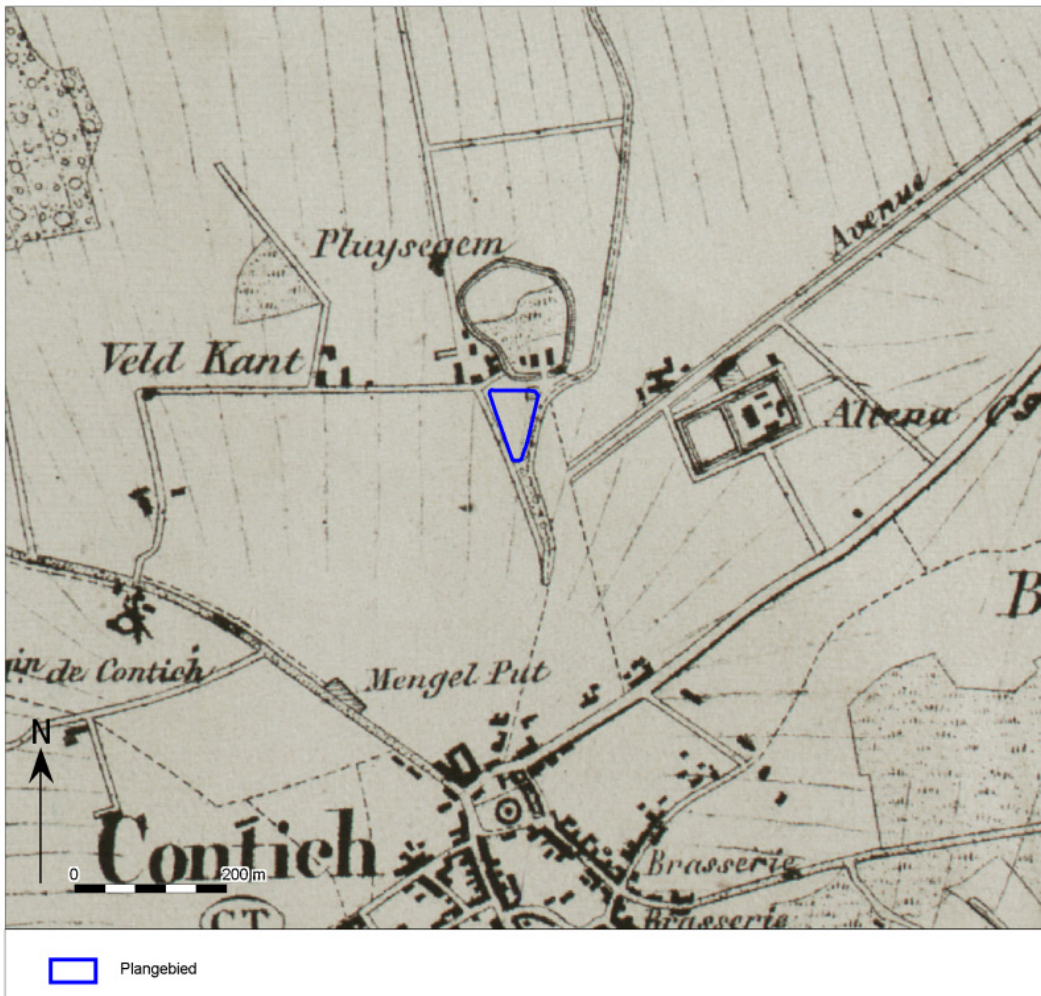 Avenue
Pluysegem
Veld Kant
Altena
B
de Contich
Mengel Put
N
Contich
0 200 m
Brasserie
Brasserie
CT
Plangebied